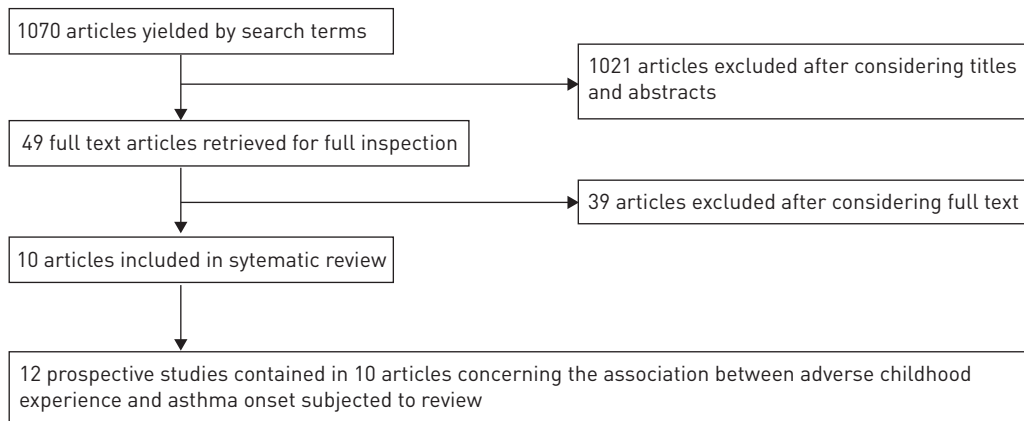 1070 articles yielded by search terms
1021 articles excluded after considering titles
and abstracts
49 full text articles retrieved for full inspection
39 articles excluded after considering full text
10 articles included in sytematic review
12 prospective studies contained in 10 articles concerning the association between adverse childhood
experience and asthma onset subjected to review